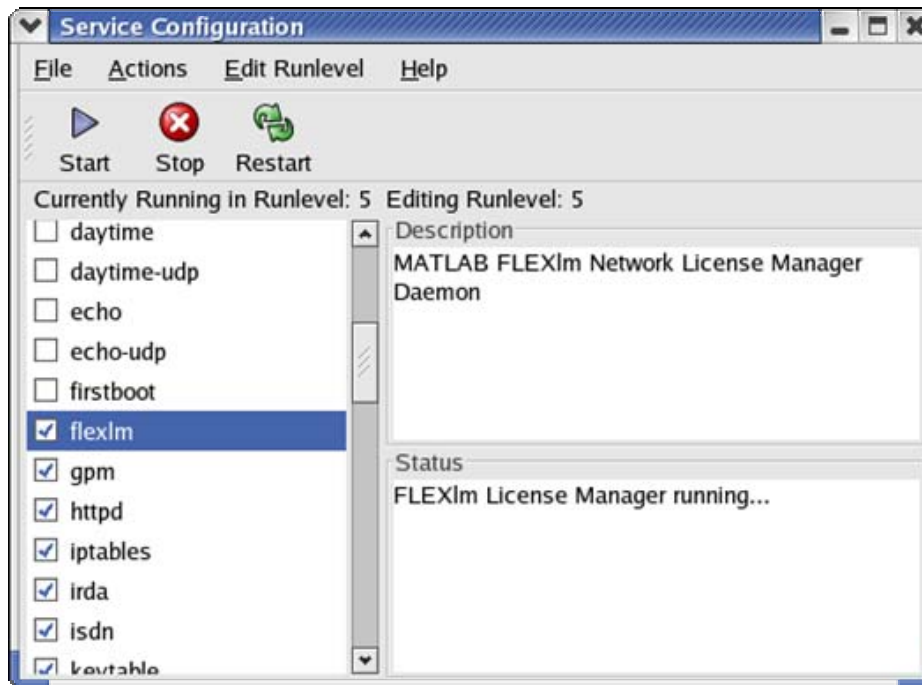 Service Configuration
File Actions Edit Runlevel Help
Start Stop Restart
Currently Running in Runlevel: 5 Editing Runlevel: 5
daytime
daytime-udp
echo
echo-udp
firstboot
flexlm
gpm
httpd
iptables
irda
isdn
keytable
Description
MATLAB FLEXlm Network License Manager
Daemon
Status
FLEXlm License Manager running...